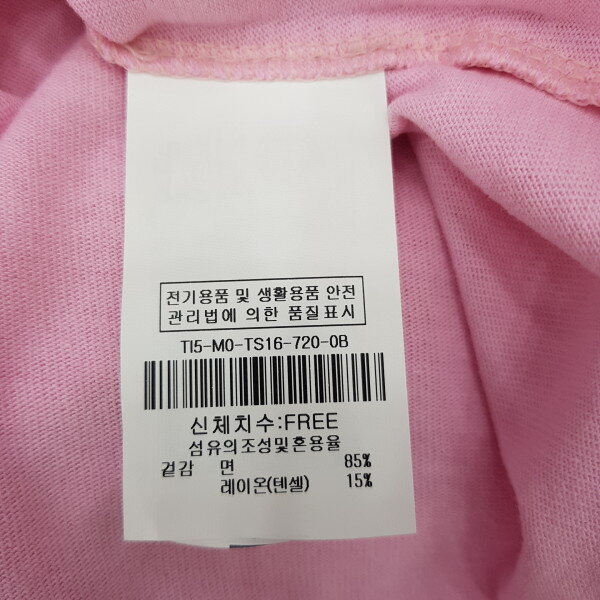 전기용품 및 생활용품 안전
관리법에 의한 품질표시
TI5-M0-TS16-720-0B
신체치수:FREE
섬유의조성및혼용율
겉감 면 85%
레이온(텐셀) 15%